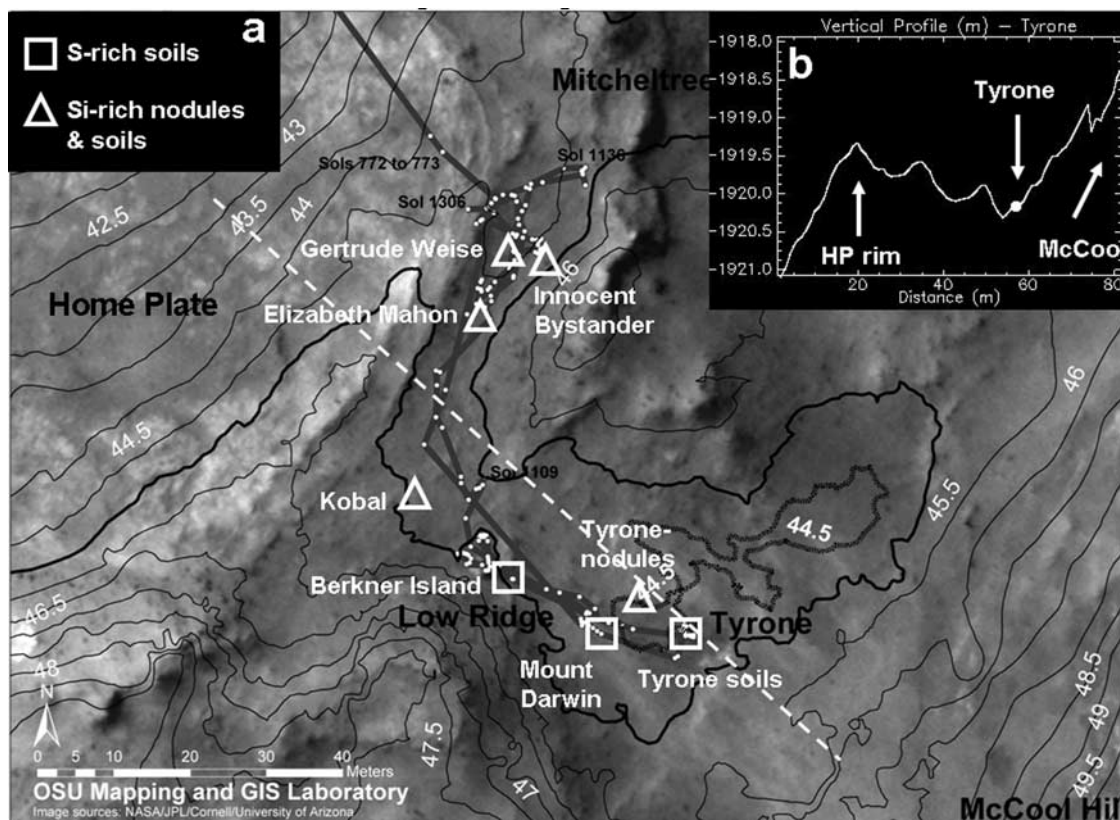 a
S-rich soils
Si-rich nodules
& soils
Mitcheltree
b
Vertical Profile (m) – Tyrone
-1918.0
-1918.5
-1919.0
-1919.5
-1920.0
-1920.5
-1921.0
Tyrone
HP rim
McCool
20
40
60
80
Distance (m)
43
42.5
43.5
44
Sols 772 to 773
Sol 1136
Sol 1306
Gertrude Weise
46
Innocent
Bystander
Home Plate
Elizabeth Mahon
44.5
46
45.5
Sol 1109
Kobal
Tyrone-
nodules
44.5
44.5
Berkner Island
Low Ridge
Tyrone
Mount
Darwin
Tyrone soils
46.5
48
47.5
47
48.5
49
49.5
N
0 5 10 20 30 40
Meters
OSU Mapping and GIS Laboratory
Image sources: NASA/JPL/Cornell/University of Arizona
McCool Hil